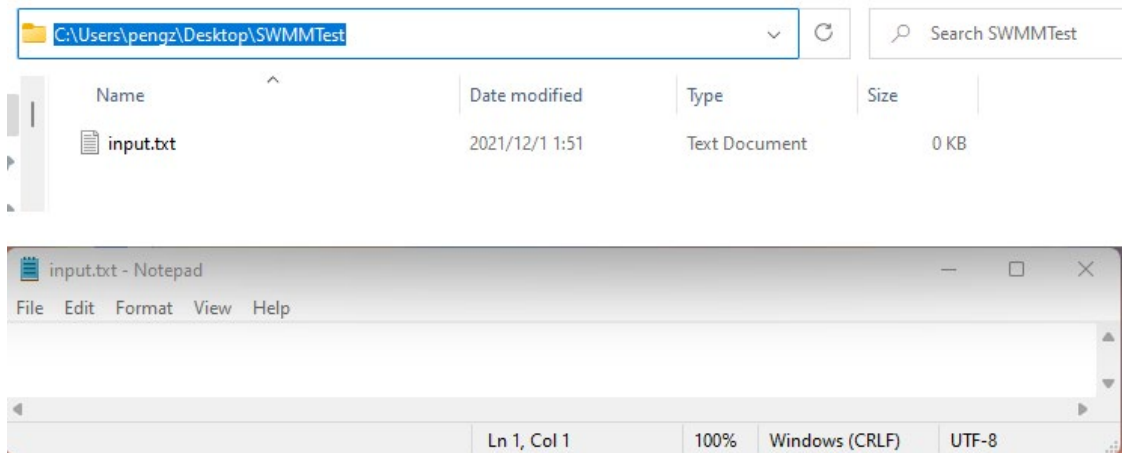 C:\Users\pengz\Desktop\SWMMTest Search SWMMTest
Name Date modified Type Size
input.txt 2021/12/1 1:51 Text Document 0 KB
input.txt - Notepad
File Edit Format View Help
Ln 1, Col 1 100% Windows (CRLF) UTF-8